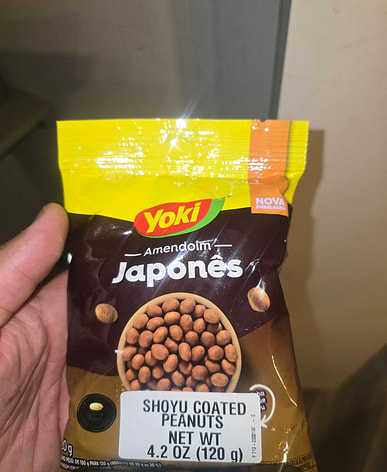 NOVA
EMBALAGEM
Yoki
Amendoim
Japonês
SHOYU COATED
PEANUTS
NET WT
4.2 OZ (120 g)